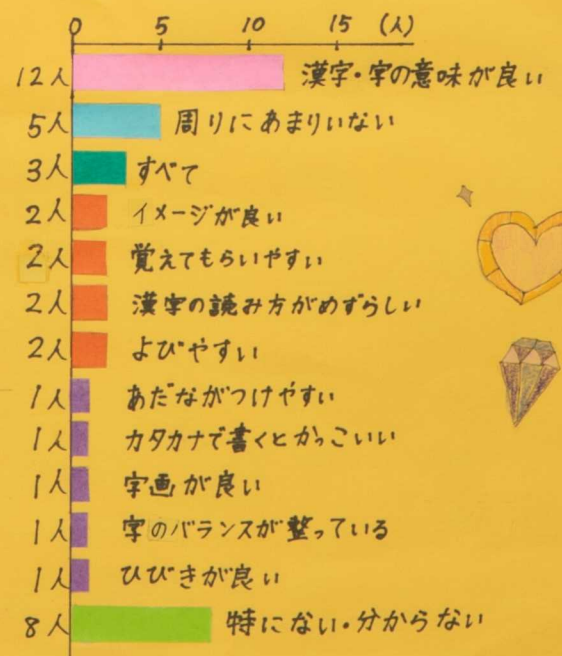 0 5 10 15 (人)
12人 漢字・字の意味が良い
5人 周りにあまりいない
3人 すべて
2人 イメージが良い
2人 覚えてもらいやすい
2人 漢字の読み方がめずらしい
2人 よびやすい
1人 あだながつけやすい
1人 カタカナで書くとかっこいい
1人 字画が良い
1人 字のバランスが整っている
1人 ひびきが良い
8人 特にない・分からない